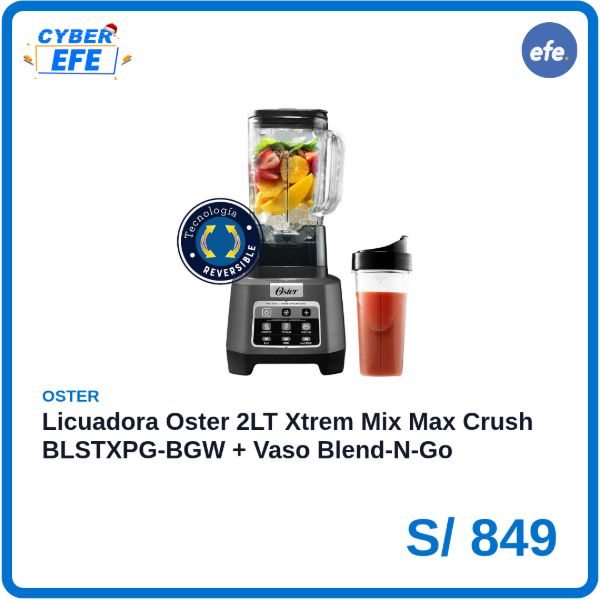 CYBER
EFE
efe.
Tecnología
REVERSIBLE
Oster
OSTER
Licuadora Oster 2LT Xtrem Mix Max Crush
BLSTXPG-BGW + Vaso Blend-N-Go
S/ 849